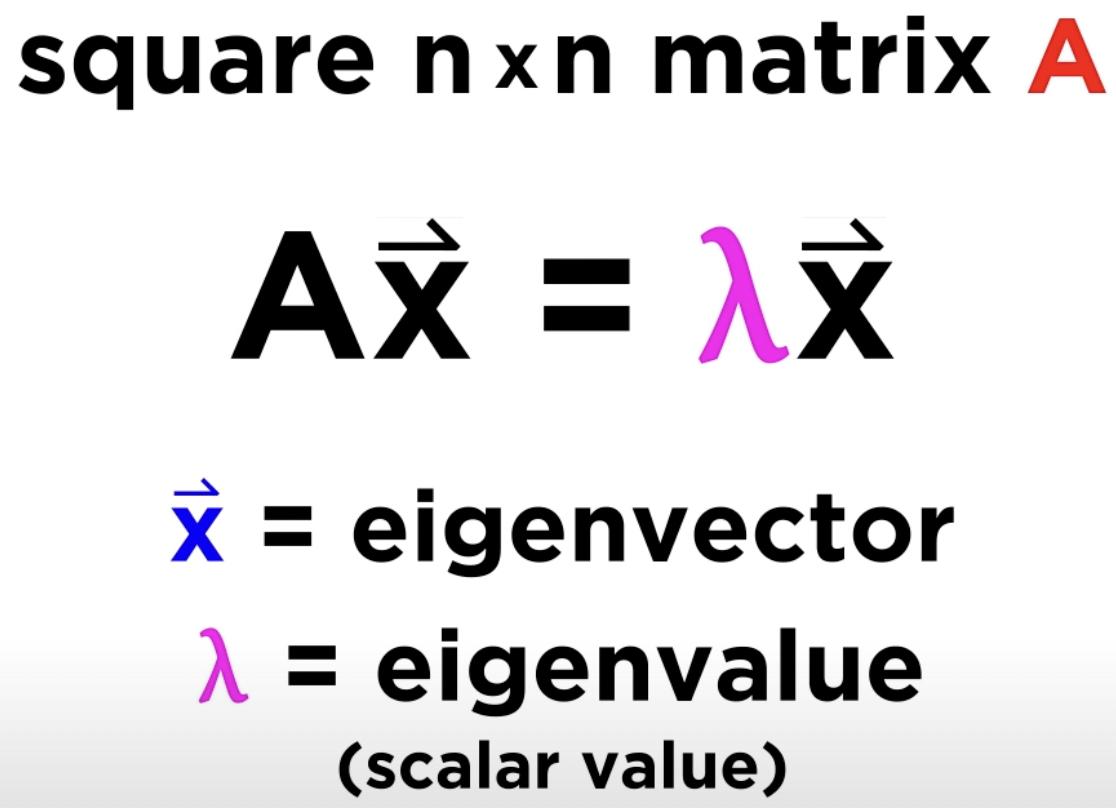 square n x n matrix A
Ax⃑ = λx⃑
x⃑ = eigenvector
λ = eigenvalue
(scalar value)